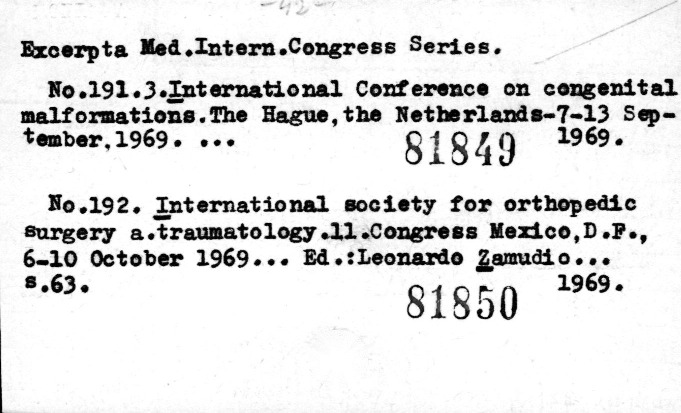 -42-
Excerpta Med.Intern.Congress Series.
No.191.3.International Conference on congenital
malformations.The Hague,the Netherlands-7-13 Sep-
tember,1969. ... 81849 1969.
No.192. International society for orthopedic
surgery a.traumatology.11.Congress Mexico,D.F.,
6-10 October 1969... Ed.:Leonardo Zamudio...
s.63. 81850 1969.